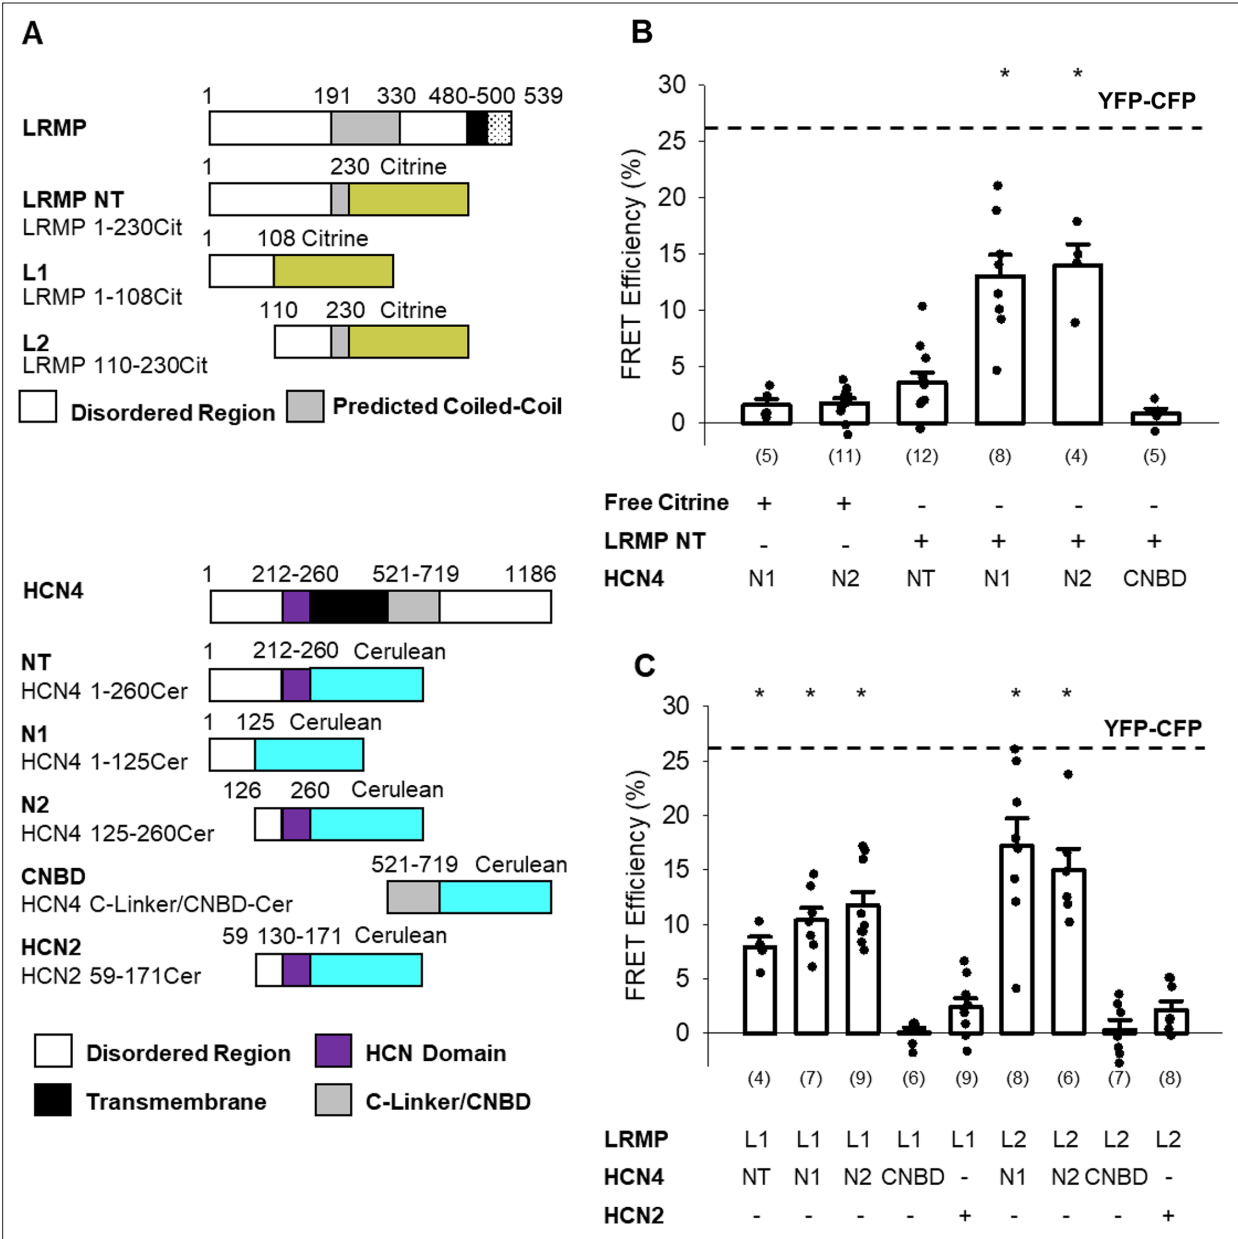 A
1 191 330 480-500 539
LRMP
1 230 Citrine
LRMP NT
LRMP 1-230Cit
1 108 Citrine
L1
LRMP 1-108Cit
110 230 Citrine
L2
LRMP 110-230Cit
Disordered Region Predicted Coiled-Coil
1 212-260 521-719 1186
HCN4
1 212-260 Cerulean
NT
HCN4 1-260Cer
1 125 Cerulean
N1
HCN4 1-125Cer
126 260 Cerulean
N2
HCN4 125-260Cer
521-719 Cerulean
CNBD
HCN4 C-Linker/CNBD-Cer
59 130-171 Cerulean
HCN2
HCN2 59-171Cer
Disordered Region HCN Domain
Transmembrane C-Linker/CNBD
B
* *
YFP-CFP
FRET Efficiency (%)
30
25
20
15
10
5
0
(5) (11) (12) (8) (4) (5)
Free Citrine + + - - - -
LRMP NT - - + + + +
HCN4 N1 N2 NT N1 N2 CNBD
C
* * * * *
YFP-CFP
FRET Efficiency (%)
30
25
20
15
10
5
0
(4) (7) (9) (6) (9) (8) (6) (7) (8)
LRMP L1 L1 L1 L1 L1 L2 L2 L2 L2
HCN4 NT N1 N2 CNBD - N1 N2 CNBD -
HCN2 - - - - + - - - +